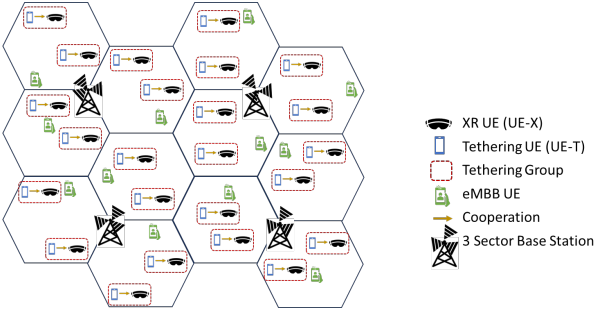 XR UE (UE-X)
Tethering UE (UE-T)
Tethering Group
eMBB UE
Cooperation
3 Sector Base Station